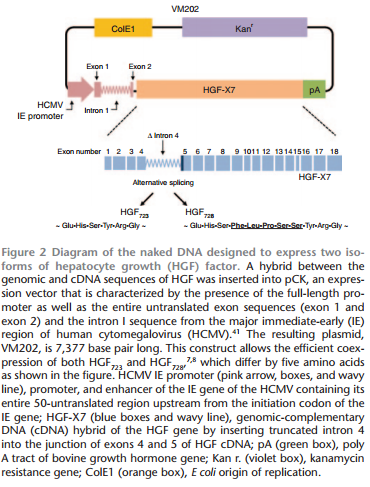 VM202
ColE1
Kanʳ
Exon 1
Exon 2
HGF-X7
pA
HCMV
IE promoter
Intron 1
Δ Intron 4
Exon number 1 2 3 4 5 6 7 8 9 10 11 12 13 14 15 16 17 18
HGF-X7
Alternative splicing
HGF₇₂₃
HGF₇₂₈
~ Glu-His-Ser-Tyr-Arg-Gly ~
~ Glu-His-Ser-Phe-Leu-Pro-Ser-Ser-Tyr-Arg-Gly ~
Figure 2 Diagram of the naked DNA designed to express two iso-
forms of hepatocyte growth (HGF) factor. A hybrid between the
genomic and cDNA sequences of HGF was inserted into pCK, an expres-
sion vector that is characterized by the presence of the full-length pro-
moter as well as the entire untranslated exon sequences (exon 1 and
exon 2) and the intron I sequence from the major immediate-early (IE)
region of human cytomegalovirus (HCMV).⁴¹ The resulting plasmid,
VM202, is 7,377 base pair long. This construct allows the efficient coex-
pression of both HGF₇₂₃ and HGF₇₂₈,⁷,⁸ which differ by five amino acids
as shown in the figure. HCMV IE promoter (pink arrow, boxes, and wavy
line), promoter, and enhancer of the IE gene of the HCMV containing its
entire 50-untranslated region upstream from the initiation codon of the
IE gene; HGF-X7 (blue boxes and wavy line), genomic-complementary
DNA (cDNA) hybrid of the HGF gene by inserting truncated intron 4
into the junction of exons 4 and 5 of HGF cDNA; pA (green box), poly
A tract of bovine growth hormone gene; Kan r. (violet box), kanamycin
resistance gene; ColE1 (orange box), E coli origin of replication.